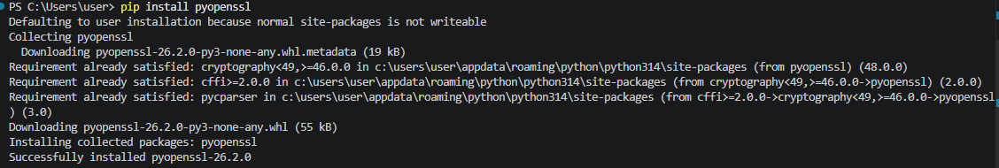 PS C:\Users\user> pip install pyopenssl
Defaulting to user installation because normal site-packages is not writeable
Collecting pyopenssl
  Downloading pyopenssl-26.2.0-py3-none-any.whl.metadata (19 kB)
Requirement already satisfied: cryptography<49,>=46.0.0 in c:\users\user\appdata\roaming\python\python314\site-packages (from pyopenssl) (48.0.0)
Requirement already satisfied: cffi>=2.0.0 in c:\users\user\appdata\roaming\python\python314\site-packages (from cryptography<49,>=46.0.0->pyopenssl) (2.0.0)
Requirement already satisfied: pycparser in c:\users\user\appdata\roaming\python\python314\site-packages (from cffi>=2.0.0->cryptography<49,>=46.0.0->pyopenssl
) (3.0)
Downloading pyopenssl-26.2.0-py3-none-any.whl (55 kB)
Installing collected packages: pyopenssl
Successfully installed pyopenssl-26.2.0